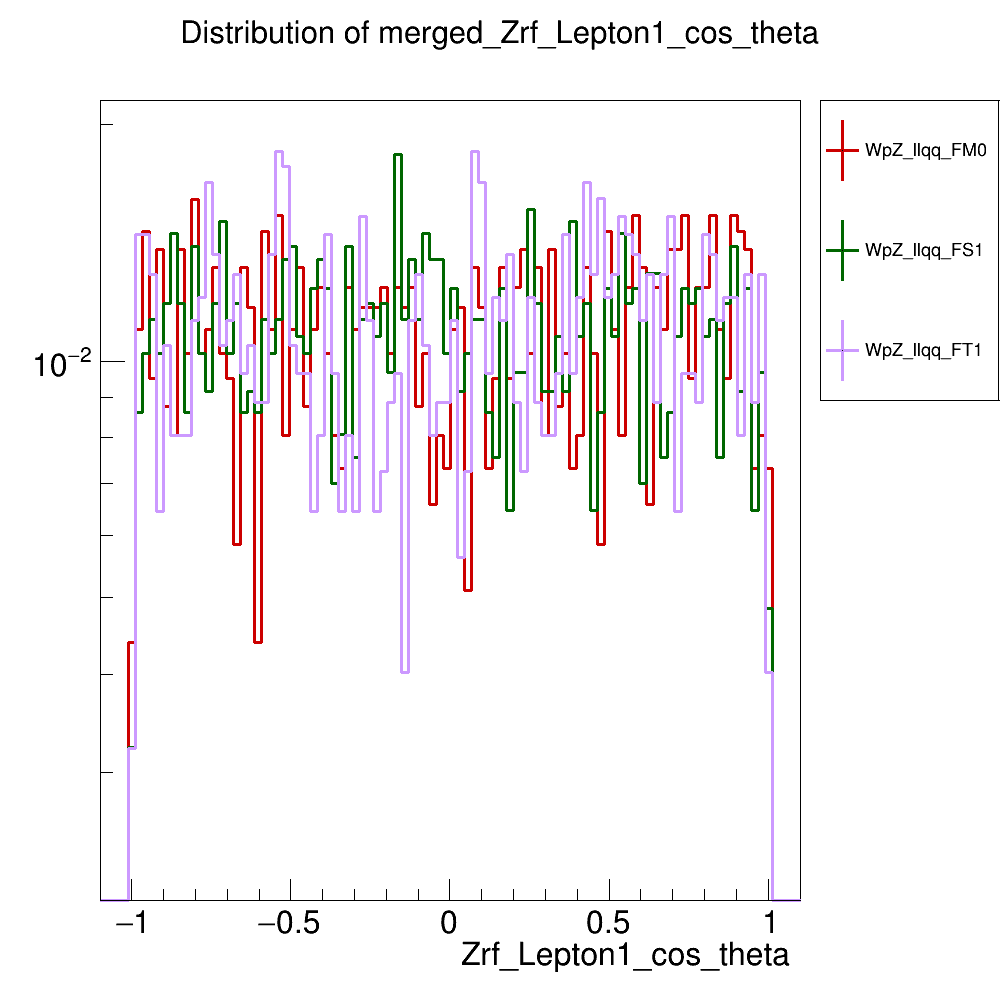 Distribution of merged_Zrf_Lepton1_cos_theta
WpZ_llqq_FM0
WpZ_llqq_FS1
WpZ_llqq_FT1
10−2
−1 −0.5 0 0.5 1
Zrf_Lepton1_cos_theta